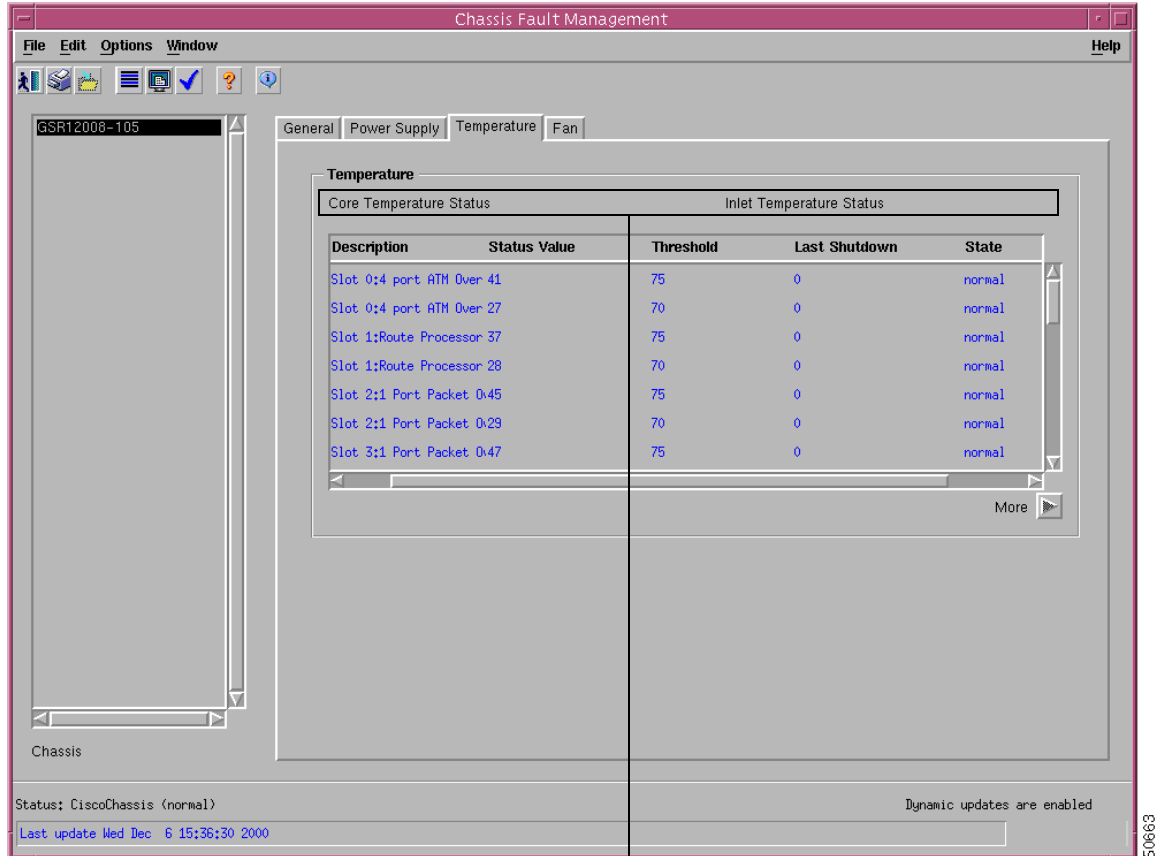 Chassis Fault Management
File Edit Options Window Help
GSR12008-105
General Power Supply Temperature Fan
Temperature
Core Temperature Status Inlet Temperature Status
Description Status Value Threshold Last Shutdown State
Slot 0:4 port ATM Over 41 75 0 normal
Slot 0:4 port ATM Over 27 70 0 normal
Slot 1:Route Processor 37 75 0 normal
Slot 1:Route Processor 28 70 0 normal
Slot 2:1 Port Packet Ov 45 75 0 normal
Slot 2:1 Port Packet Ov 29 70 0 normal
Slot 3:1 Port Packet Ov 47 75 0 normal
More
Chassis
Status: CiscoChassis (normal) Dynamic updates are enabled
Last update Wed Dec 6 15:36:30 2000
50663